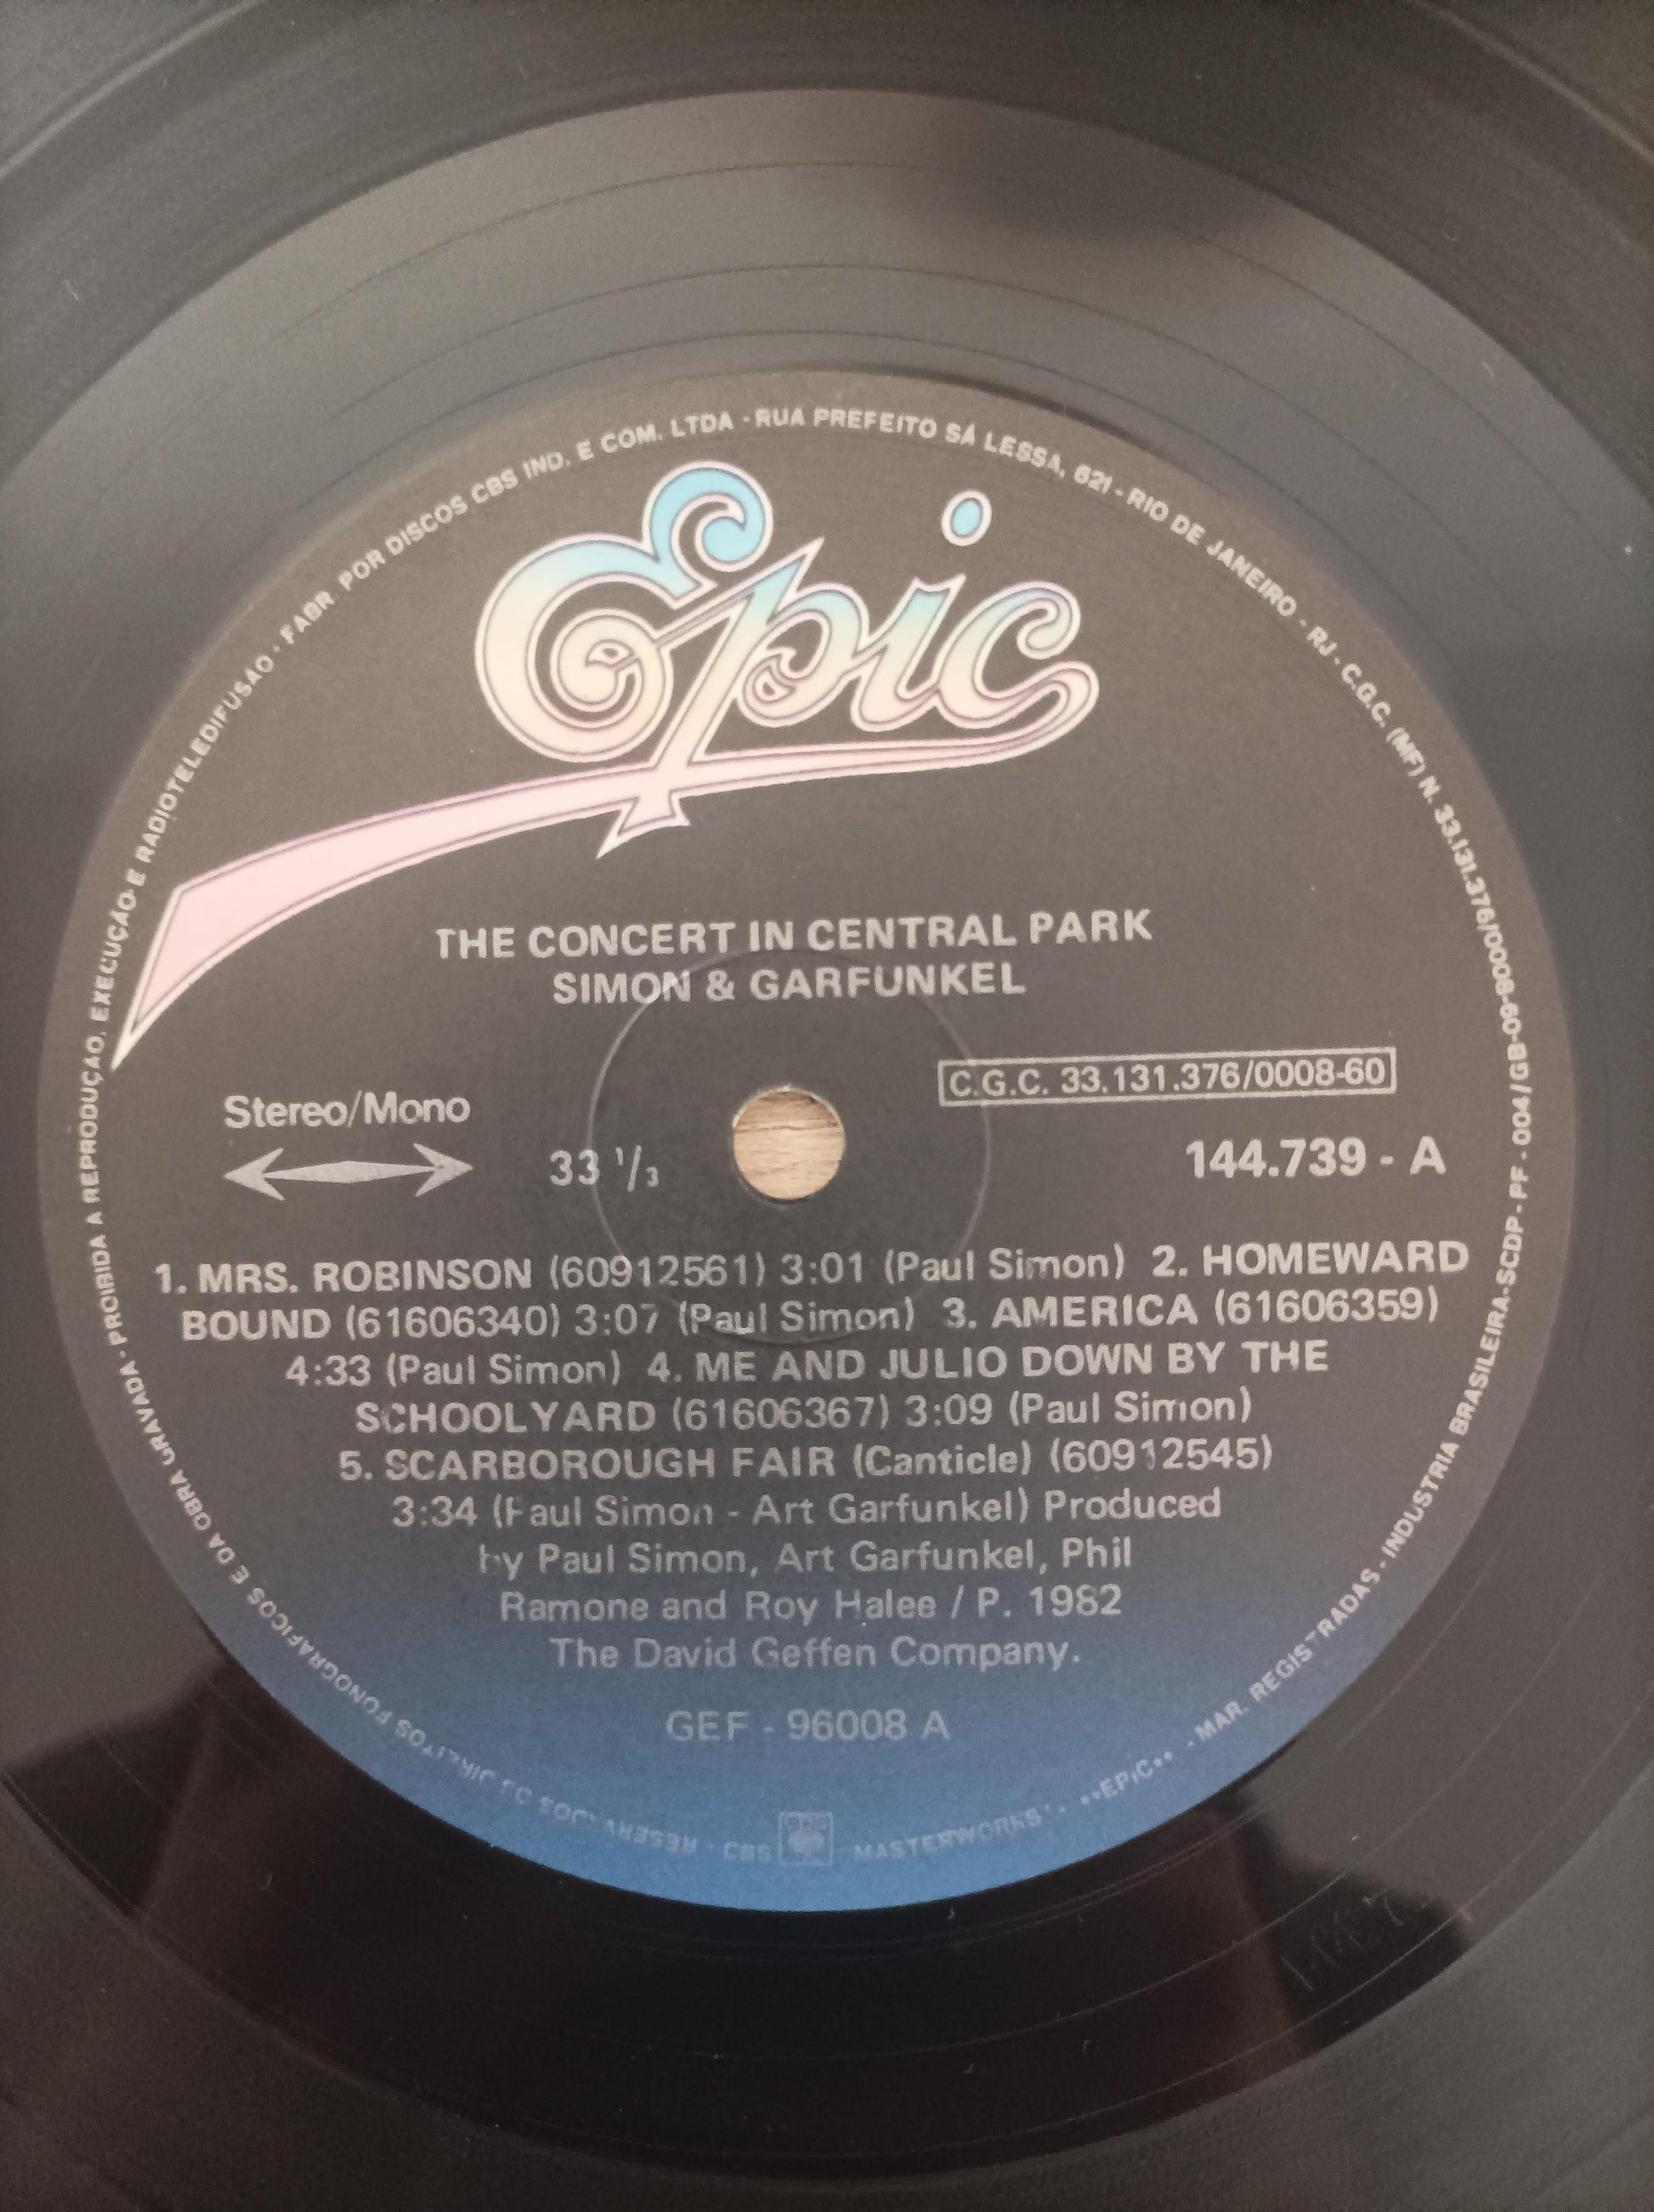 Epic
THE CONCERT IN CENTRAL PARK
SIMON & GARFUNKEL
C.G.C. 33.131.376/0008-60
Stereo/Mono
33 1/3
144.739 - A
1. MRS. ROBINSON (60912561) 3:01 (Paul Simon) 2. HOMEWARD
BOUND (61606340) 3:07 (Paul Simon) 3. AMERICA (61606359)
4:33 (Paul Simon) 4. ME AND JULIO DOWN BY THE
SCHOOLYARD (61606367) 3:09 (Paul Simon)
5. SCARBOROUGH FAIR (Canticle) (60912545)
3:34 (Paul Simon - Art Garfunkel) Produced
by Paul Simon, Art Garfunkel, Phil
Ramone and Roy Halee / P. 1982
The David Geffen Company.
GEF - 96008 A
RESERVADOS OS DIREITOS FONOGRAFICOS E DA OBRA GRAVADA · PROIBIDA A REPRODUÇAO, EXECUÇAO E RADIOTELEDIFUSAO · FABR. POR DISCOS CBS IND. E COM. LTDA - RUA PREFEITO SÁ LESSA, 621 - RIO DE JANEIRO - RJ - C.G.C. (MF) N. 33.131.376/0008-60-60 - PF - 004/GB - INDUSTRIA BRASILEIRA-SCDP-PF
CBS CBS MASTERWORKS · EPIC · MAR. REGISTRADAS